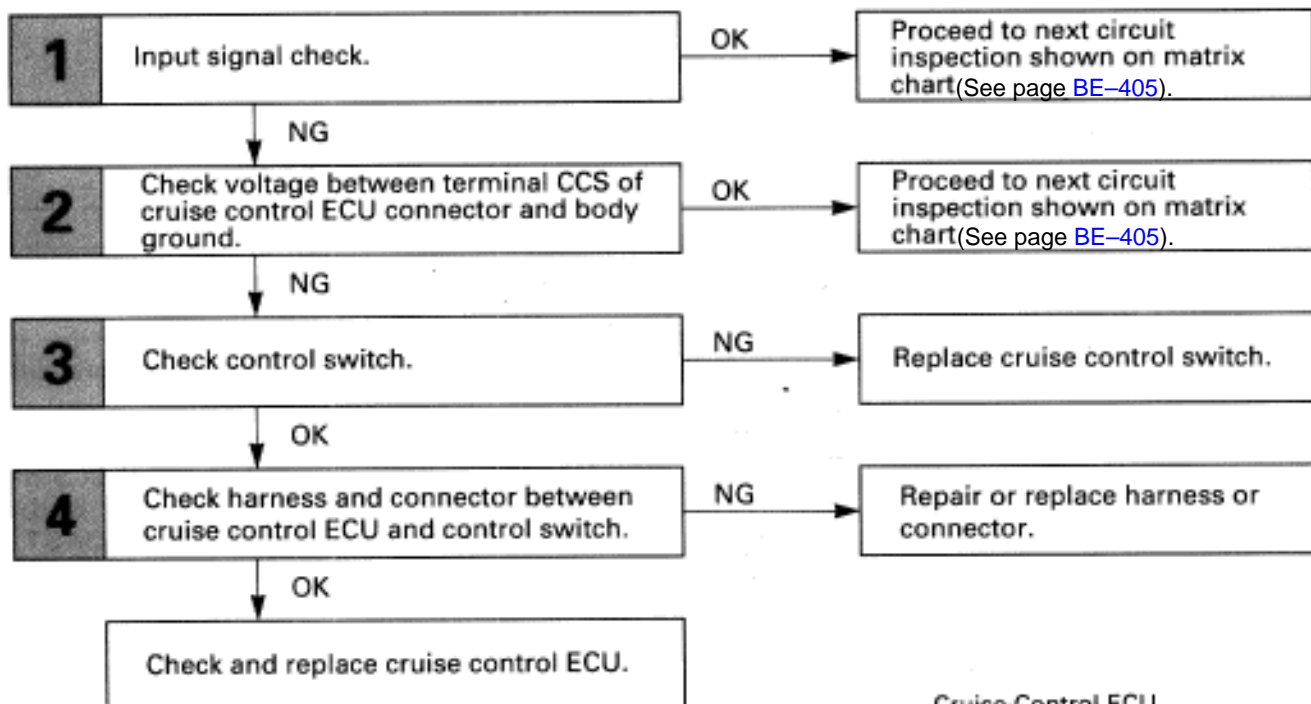 1
Input signal check.
OK
Proceed to next circuit
inspection shown on matrix
chart(See page BE–405).
NG
2
Check voltage between terminal CCS of
cruise control ECU connector and body
ground.
OK
Proceed to next circuit
inspection shown on matrix
chart(See page BE–405).
NG
3
Check control switch.
NG
Replace cruise control switch.
OK
4
Check harness and connector between
cruise control ECU and control switch.
NG
Repair or replace harness or
connector.
OK
Check and replace cruise control ECU.
Cruise Control ECU